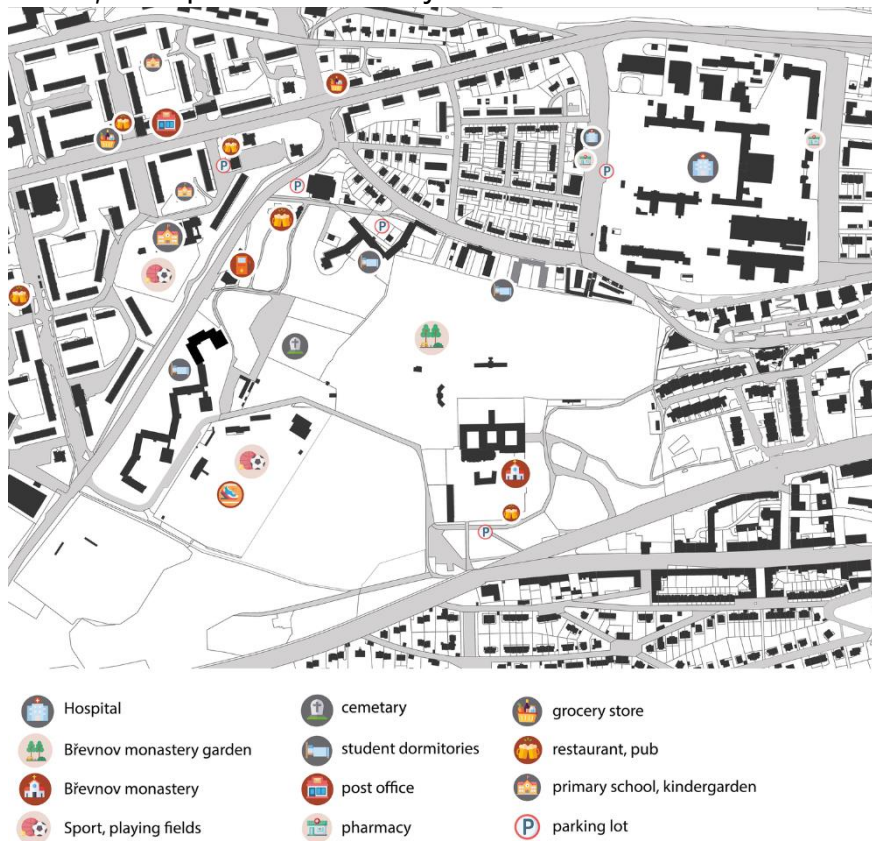 Hospital
Břevnov monastery garden
Břevnov monastery
Sport, playing fields
cemetary
student dormitories
post office
pharmacy
grocery store
restaurant, pub
primary school, kindergarden
parking lot
P
P
P
P
P
P